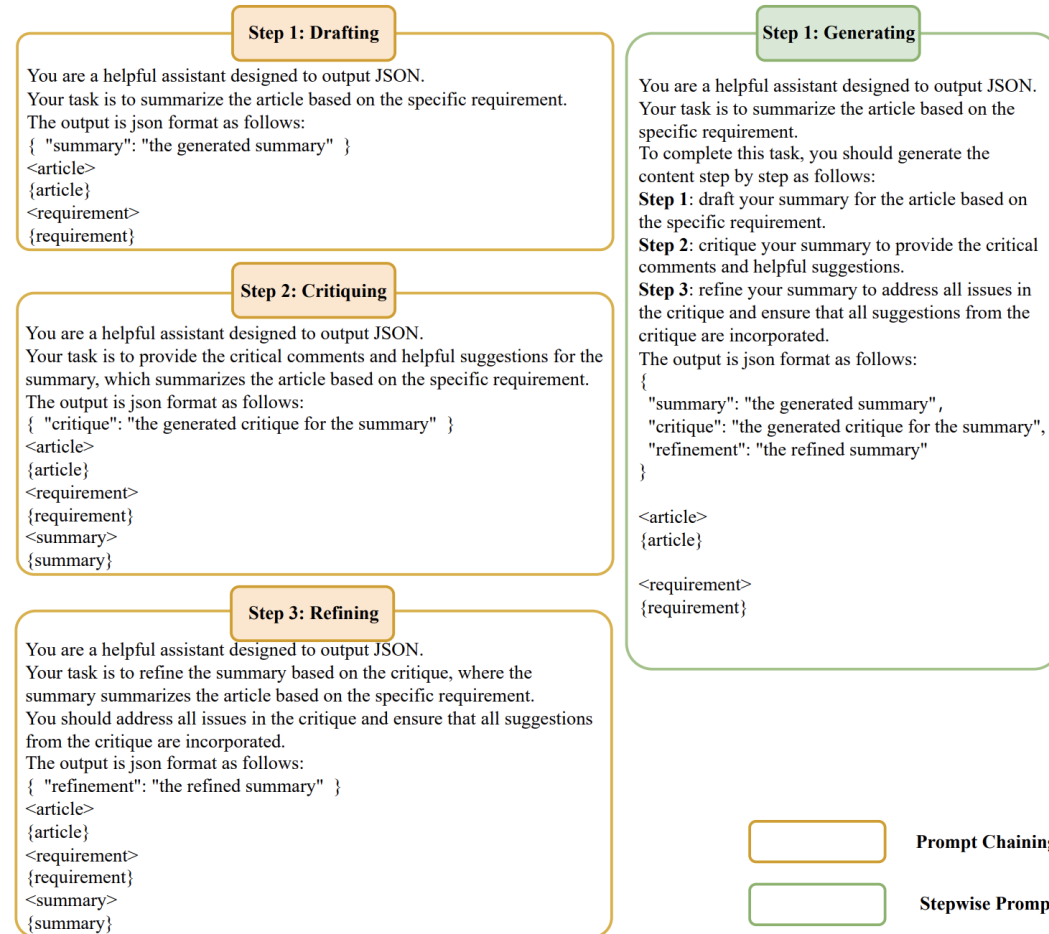 Step 1: Drafting
You are a helpful assistant designed to output JSON.
Your task is to summarize the article based on the specific requirement.
The output is json format as follows:
{ "summary": "the generated summary" }
<article>
{article}
<requirement>
{requirement}
Step 2: Critiquing
You are a helpful assistant designed to output JSON.
Your task is to provide the critical comments and helpful suggestions for the
summary, which summarizes the article based on the specific requirement.
The output is json format as follows:
{ "critique": "the generated critique for the summary" }
<article>
{article}
<requirement>
{requirement}
<summary>
{summary}
Step 3: Refining
You are a helpful assistant designed to output JSON.
Your task is to refine the summary based on the critique, where the
summary summarizes the article based on the specific requirement.
You should address all issues in the critique and ensure that all suggestions
from the critique are incorporated.
The output is json format as follows:
{ "refinement": "the refined summary" }
<article>
{article}
<requirement>
{requirement}
<summary>
{summary}
Step 1: Generating
You are a helpful assistant designed to output JSON.
Your task is to summarize the article based on the
specific requirement.
To complete this task, you should generate the
content step by step as follows:
Step 1: draft your summary for the article based on
the specific requirement.
Step 2: critique your summary to provide the critical
comments and helpful suggestions.
Step 3: refine your summary to address all issues in
the critique and ensure that all suggestions from the
critique are incorporated.
The output is json format as follows:
{
"summary": "the generated summary",
"critique": "the generated critique for the summary",
"refinement": "the refined summary"
}
<article>
{article}
<requirement>
{requirement}
Prompt Chaining
Stepwise Promp